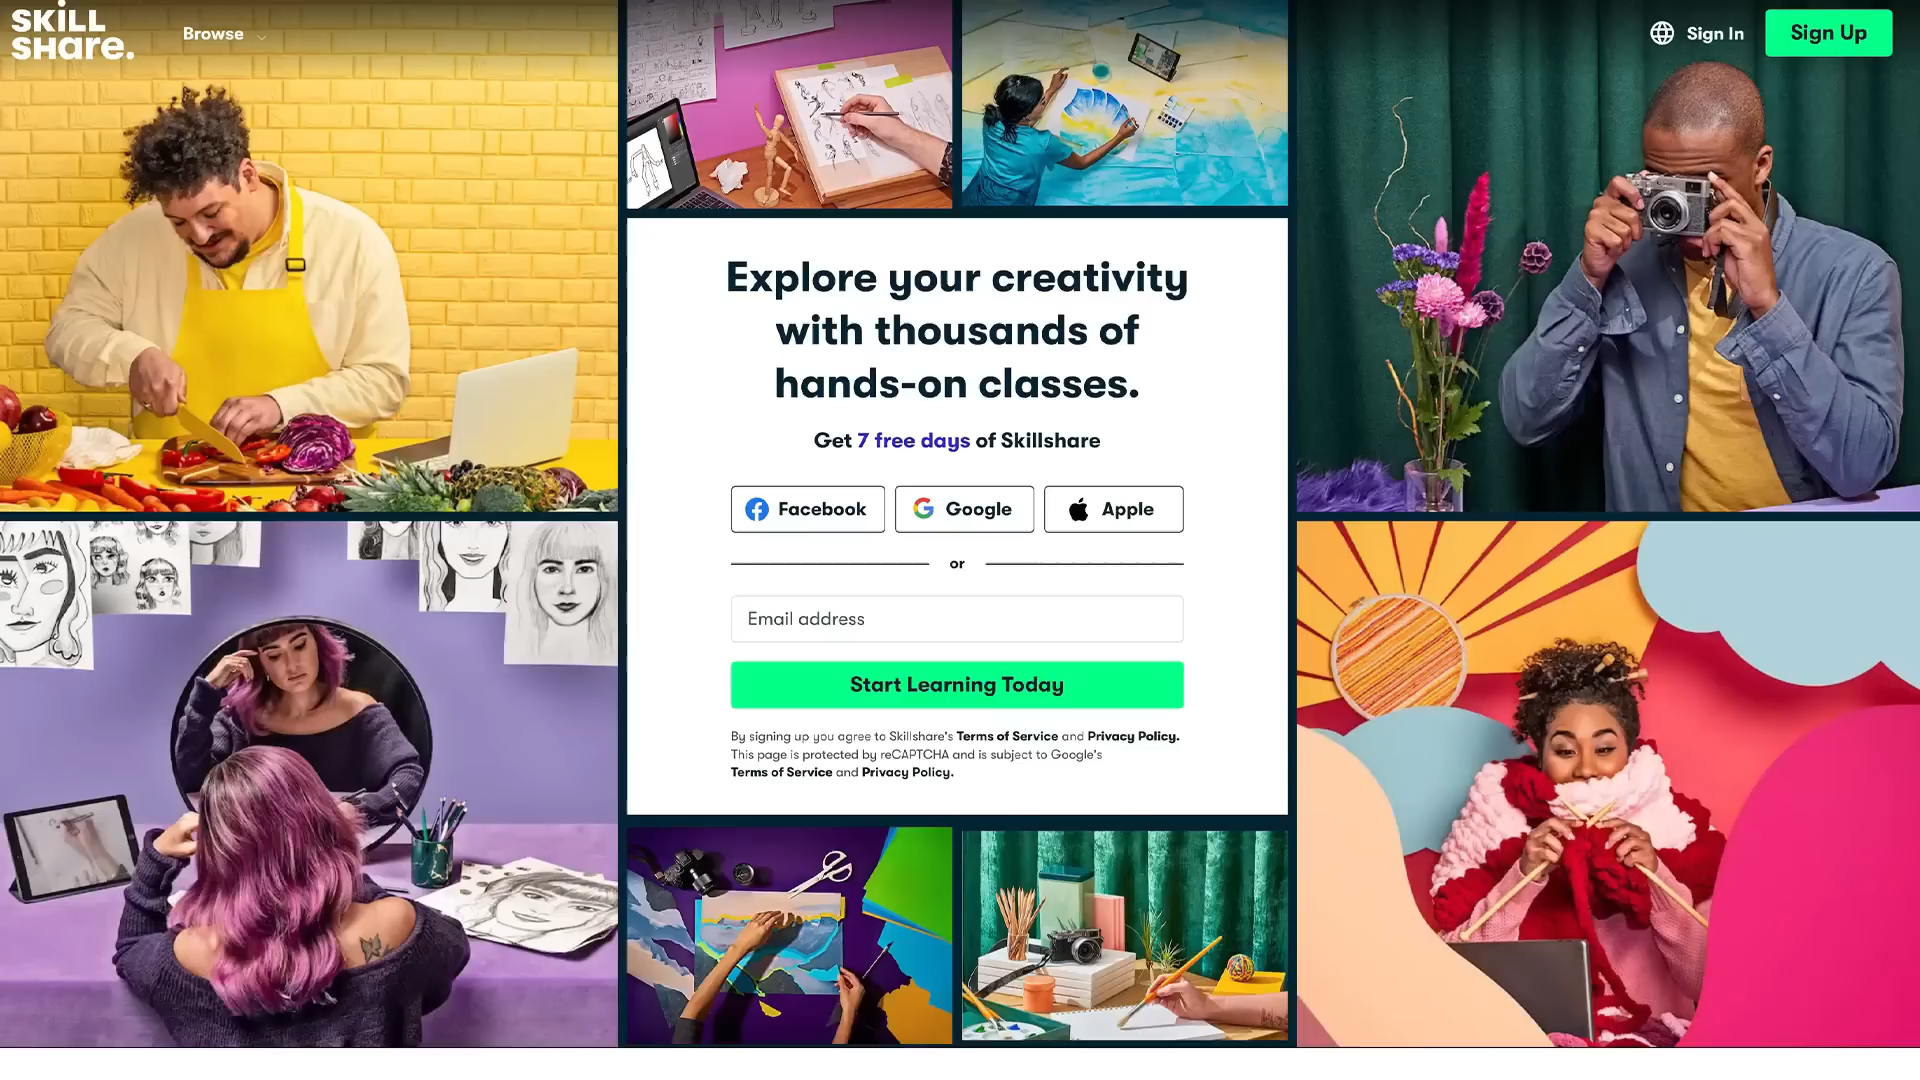 SKiLL
SHare.
Browse
Sign In
Sign Up
Explore your creativity
with thousands of
hands-on classes.
Get 7 free days of Skillshare
Facebook
Google
Apple
or
Email address
Start Learning Today
By signing up you agree to Skillshare's Terms of Service and Privacy Policy.
This page is protected by reCAPTCHA and is subject to Google's
Terms of Service and Privacy Policy.